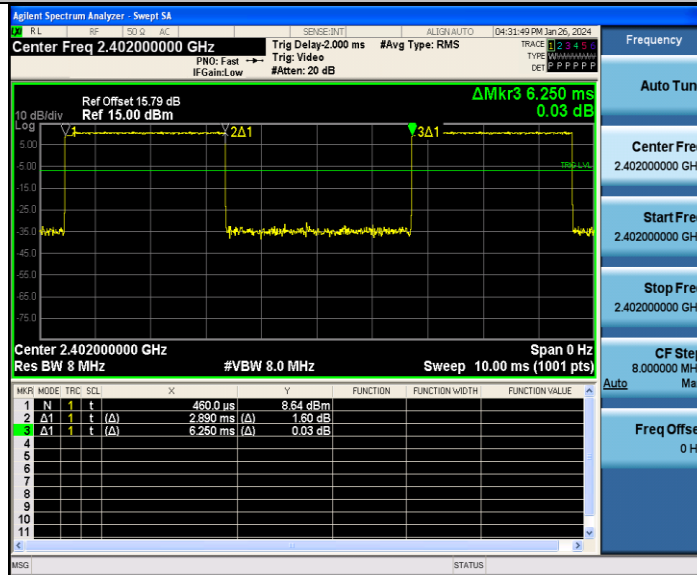 Agilent Spectrum Analyzer - Swept SA
RL RF 50 Ω AC SENSE:INT ALIGN AUTO 04:31:49 PM Jan 26, 2024
Center Freq 2.402000000 GHz
Trig Delay-2.000 ms #Avg Type: RMS
TRACE 1 2 3 4 5 6
PNO: Fast Trig: Video
TYPE W
IFGain:Low #Atten: 20 dB
DET P P P P P P
Frequency
Auto Tun
ΔMkr3 6.250 ms
0.03 dB
Ref Offset 15.79 dB
10 dB/div Ref 15.00 dBm
Log
1 2Δ1 3Δ1
5.00
-5.00
TRIG LVL
-15.0
-25.0
-35.0
-45.0
-55.0
-65.0
-75.0
Center Fre
2.402000000 GH
Start Fre
2.402000000 GH
Stop Fre
2.402000000 GH
Center 2.402000000 GHz Span 0 Hz
Res BW 8 MHz #VBW 8.0 MHz Sweep 10.00 ms (1001 pts)
CF Step
8.000000 MH
Auto Ma
MKR MODE TRC SCL X Y FUNCTION FUNCTION WIDTH FUNCTION VALUE
1 N 1 t 460.0 µs 8.64 dBm
2 Δ1 1 t (Δ) 2.890 ms (Δ) 1.60 dB
3 Δ1 1 t (Δ) 6.250 ms (Δ) 0.03 dB
4
5
6
7
8
9
10
11
Freq Offse
0 H
MSG STATUS